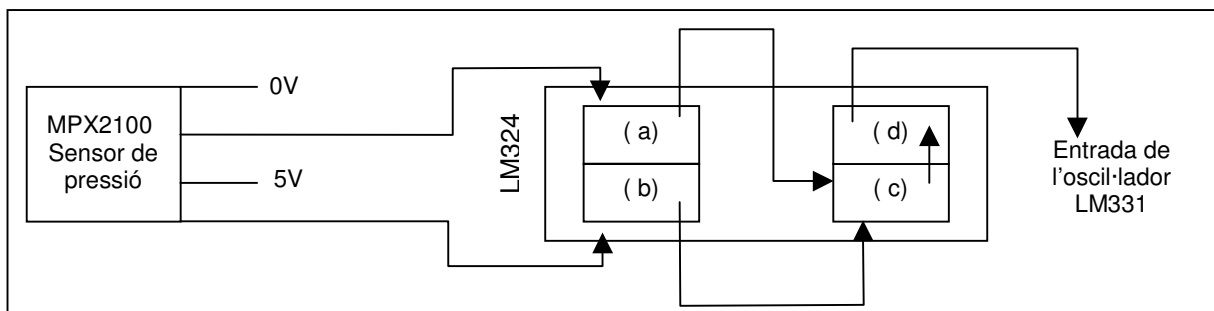 0V
MPX2100
Sensor de
pressió
5V
LM324
( a)
( b)
( d)
( c)
Entrada de
l'oscil·lador
LM331